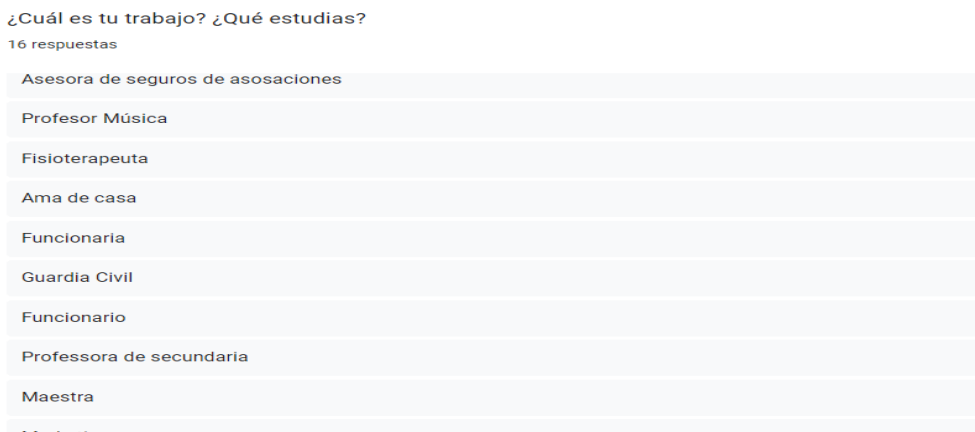 ¿Cuál es tu trabajo? ¿Qué estudias?
16 respuestas
Asesora de seguros de asosaciones
Profesor Música
Fisioterapeuta
Ama de casa
Funcionaria
Guardia Civil
Funcionario
Professora de secundaria
Maestra